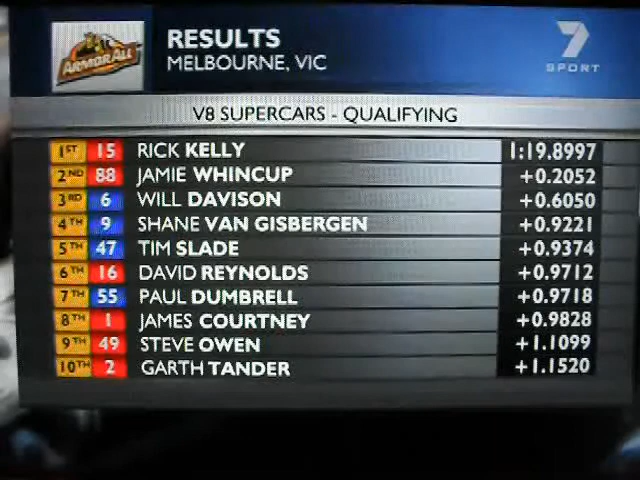 ARMOR ALL
RESULTS
MELBOURNE, VIC
7
SPORT
V8 SUPERCARS - QUALIFYING
1ST 15 RICK KELLY 1:19.8997
2ND 88 JAMIE WHINCUP +0.2052
3RD 6 WILL DAVISON +0.6050
4TH 9 SHANE VAN GISBERGEN +0.9221
5TH 47 TIM SLADE +0.9374
6TH 16 DAVID REYNOLDS +0.9712
7TH 55 PAUL DUMBRELL +0.9718
8TH 1 JAMES COURTNEY +0.9828
9TH 49 STEVE OWEN +1.1099
10TH 2 GARTH TANDER +1.1520